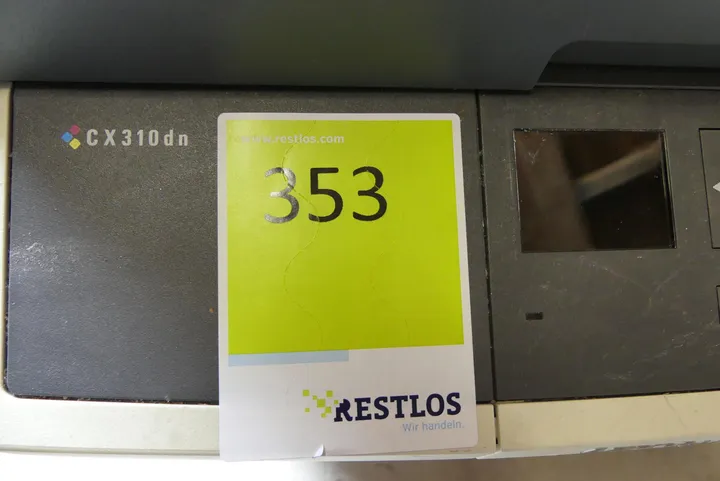 CX310dn
www.restlos.com
353
RESTLOS
Wir handeln.